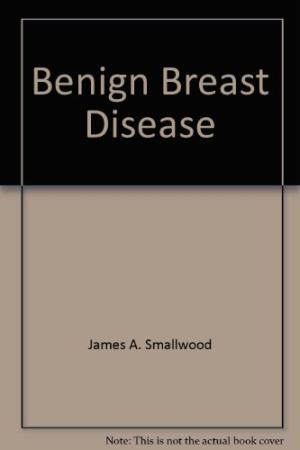 Benign Breast
Disease
James A. Smallwood
Note: This is not the actual book cover